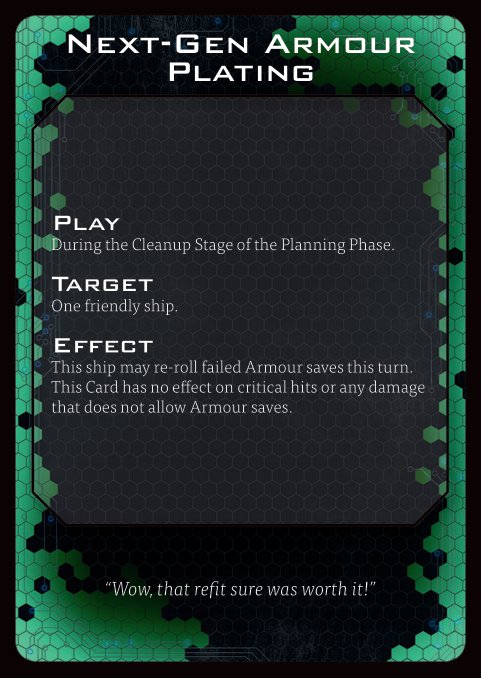 Next-Gen Armour
Plating
Play
During the Cleanup Stage of the Planning Phase.
Target
One friendly ship.
Effect
This ship may re-roll failed Armour saves this turn.
This Card has no effect on critical hits or any damage
that does not allow Armour saves.
“Wow, that refit sure was worth it!”